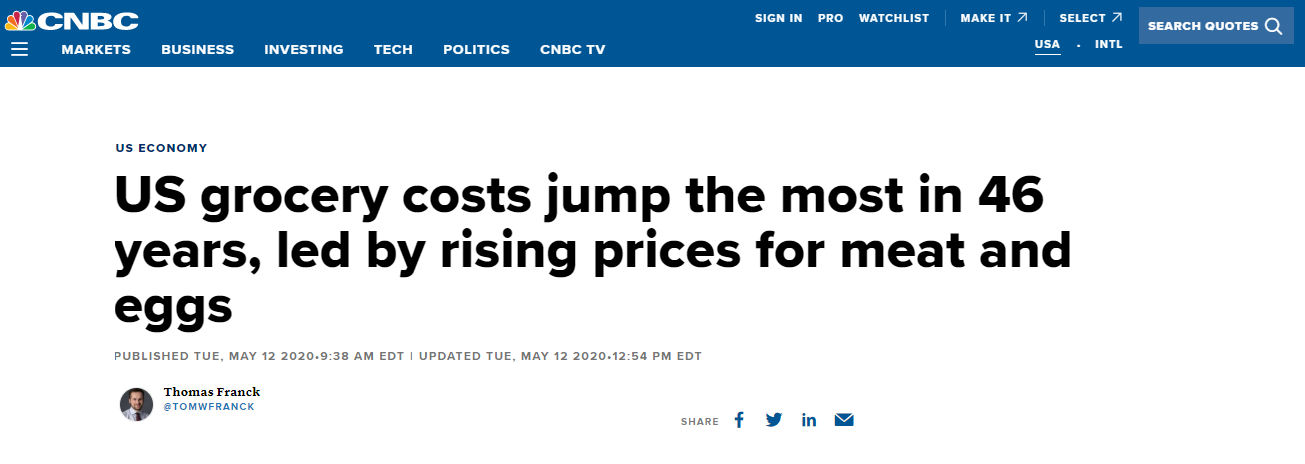 CNBC
SIGN IN PRO WATCHLIST MAKE IT SELECT
SEARCH QUOTES
MARKETS BUSINESS INVESTING TECH POLITICS CNBC TV
USA · INTL
US ECONOMY
US grocery costs jump the most in 46
years, led by rising prices for meat and
eggs
PUBLISHED TUE, MAY 12 2020•9:38 AM EDT | UPDATED TUE, MAY 12 2020•12:54 PM EDT
Thomas Franck
@TOMWFRANCK
SHARE